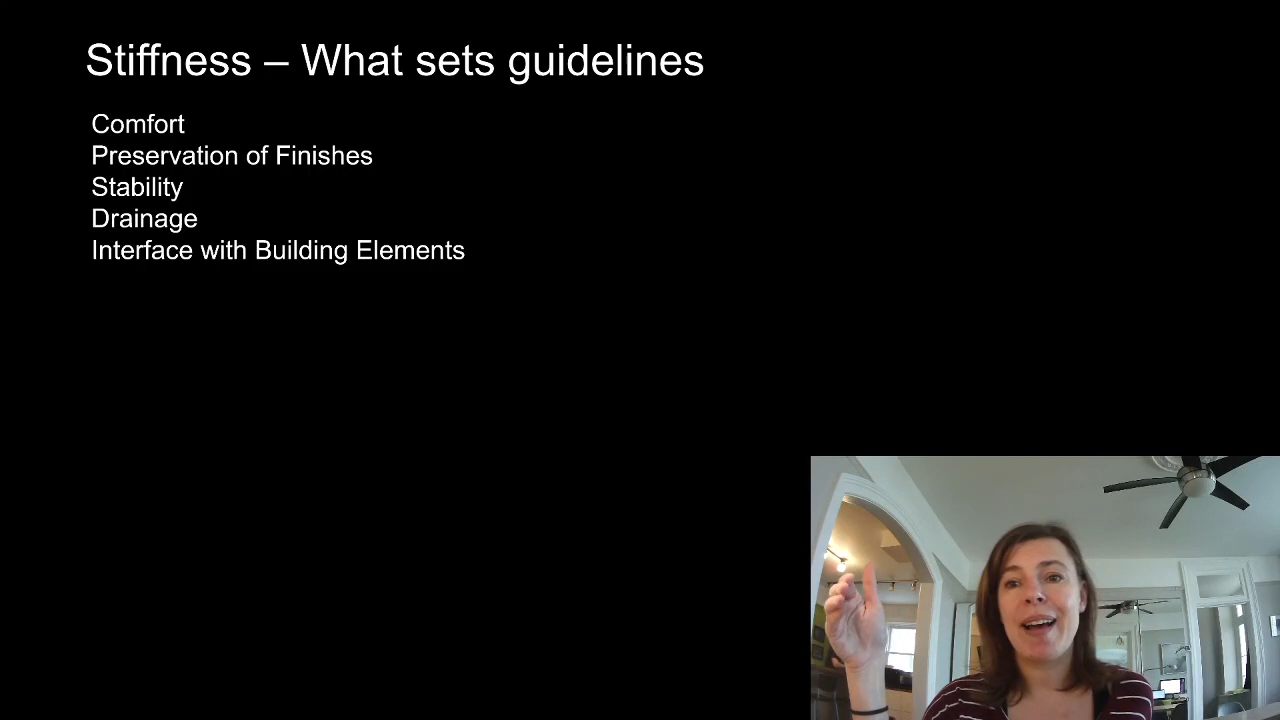 Stiffness – What sets guidelines
Comfort
Preservation of Finishes
Stability
Drainage
Interface with Building Elements